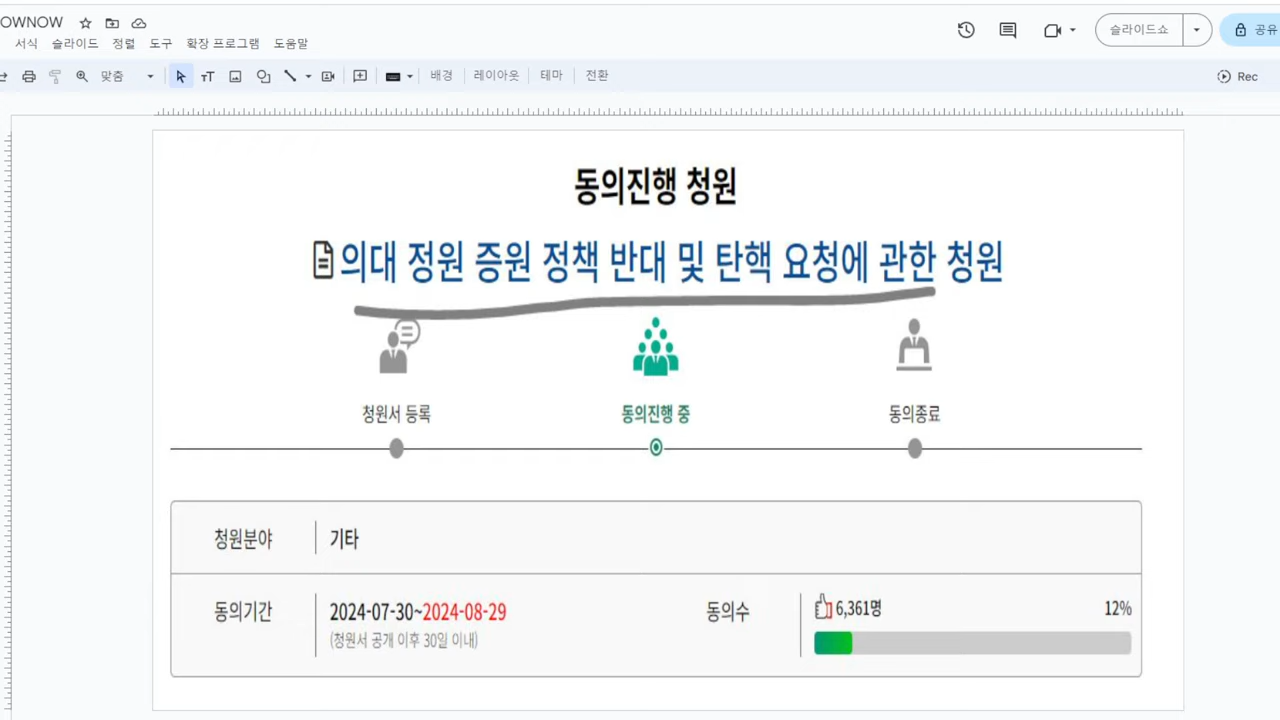 OWNOW
서식 슬라이드 정렬 도구 확장 프로그램 도움말
슬라이드쇼
공유
맞춤
배경 레이아웃 테마 전환
Rec
동의진행 청원
의대 정원 증원 정책 반대 및 탄핵 요청에 관한 청원
청원서 등록 동의진행 중 동의종료
청원분야 기타
동의기간 2024-07-30~2024-08-29 동의수 6,361명 12%
(청원서 공개 이후 30일 이내)